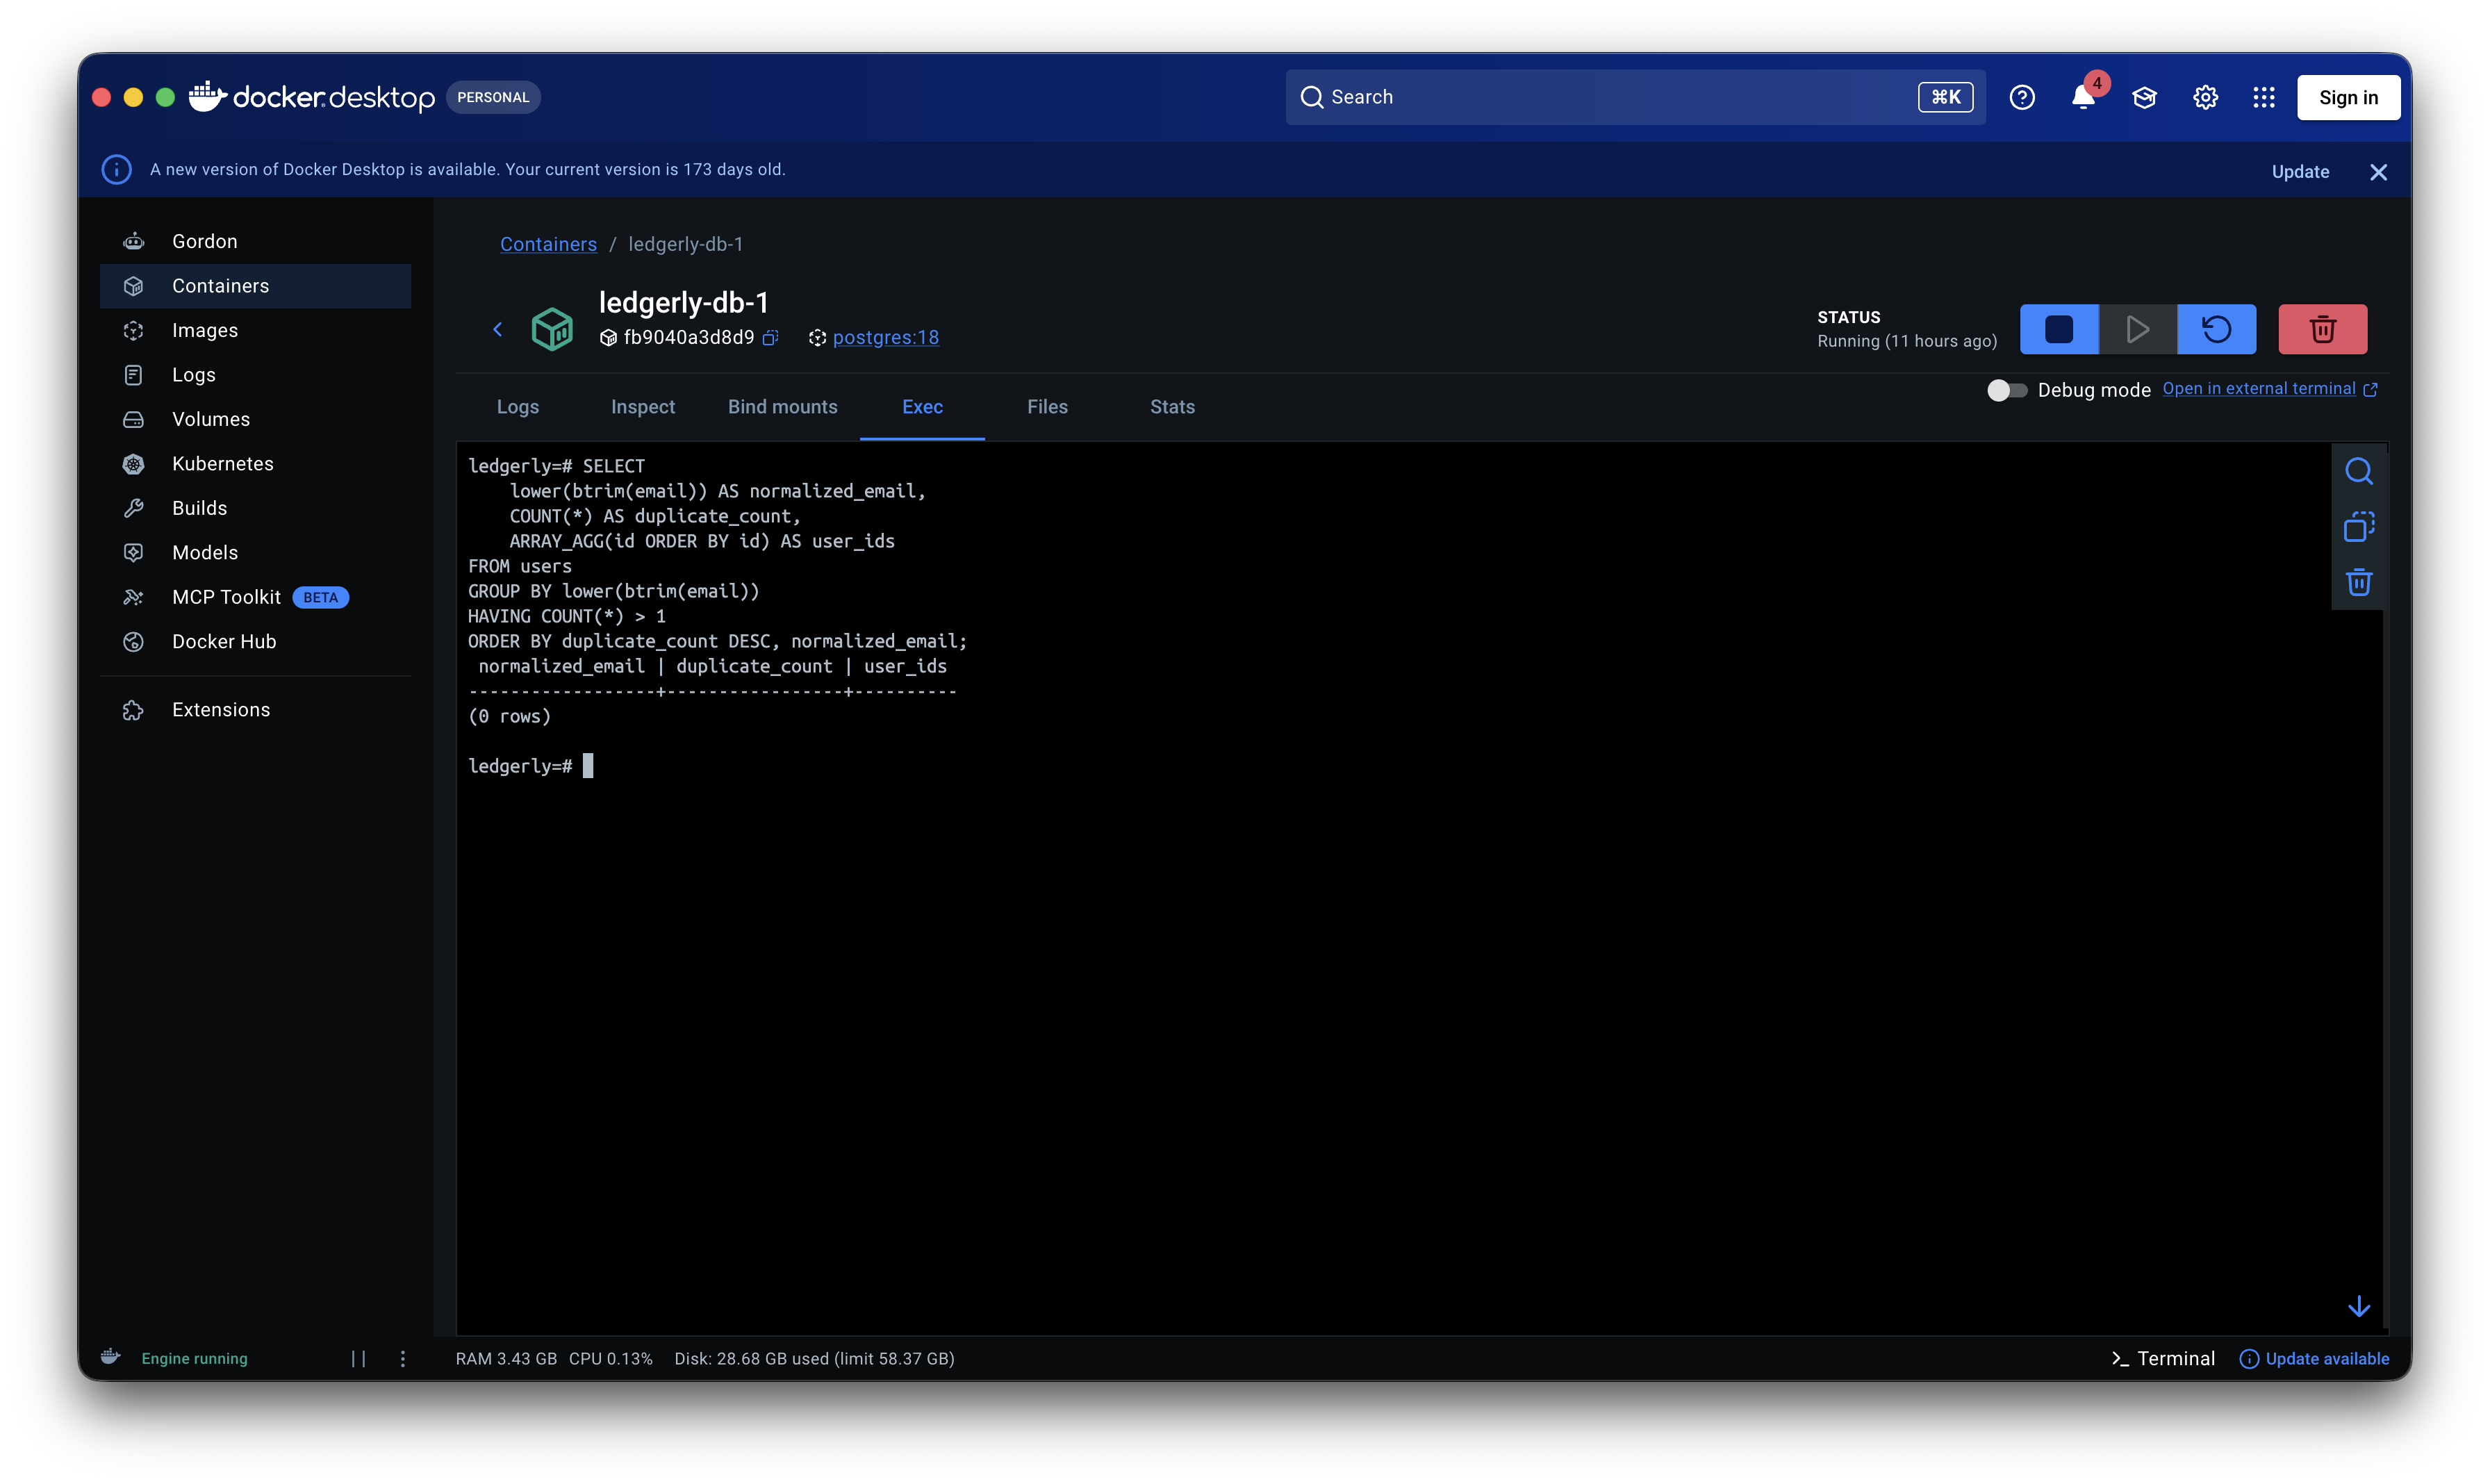 docker.desktop PERSONAL
Search ⌘K
4
Sign in
A new version of Docker Desktop is available. Your current version is 173 days old.
Update
Gordon
Containers
Images
Logs
Volumes
Kubernetes
Builds
Models
MCP Toolkit BETA
Docker Hub
Extensions
Containers / ledgerly-db-1
ledgerly-db-1
fb9040a3d8d9 postgres:18
STATUS
Running (11 hours ago)
Logs Inspect Bind mounts Exec Files Stats
Debug mode Open in external terminal
ledgerly=# SELECT
    lower(btrim(email)) AS normalized_email,
    COUNT(*) AS duplicate_count,
    ARRAY_AGG(id ORDER BY id) AS user_ids
FROM users
GROUP BY lower(btrim(email))
HAVING COUNT(*) > 1
ORDER BY duplicate_count DESC, normalized_email;
 normalized_email | duplicate_count | user_ids
------------------+-----------------+----------
(0 rows)
ledgerly=#
Engine running
RAM 3.43 GB CPU 0.13% Disk: 28.68 GB used (limit 58.37 GB)
Terminal
Update available